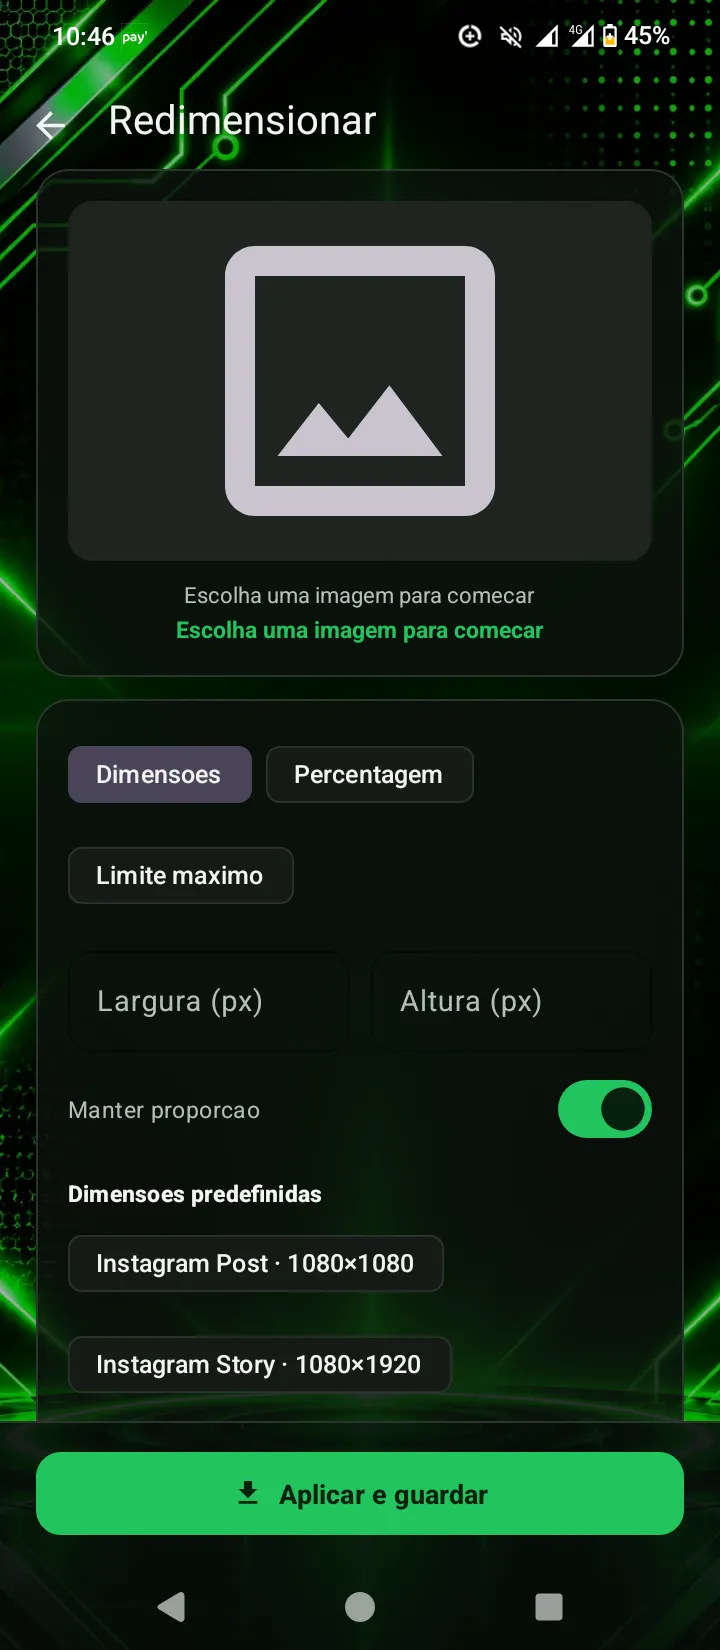 10:46 pay' 4G 45%
Redimensionar
Escolha uma imagem para comecar
Escolha uma imagem para comecar
Dimensoes Percentagem
Limite maximo
Largura (px) Altura (px)
Manter proporcao
Dimensoes predefinidas
Instagram Post · 1080×1080
Instagram Story · 1080×1920
Aplicar e guardar